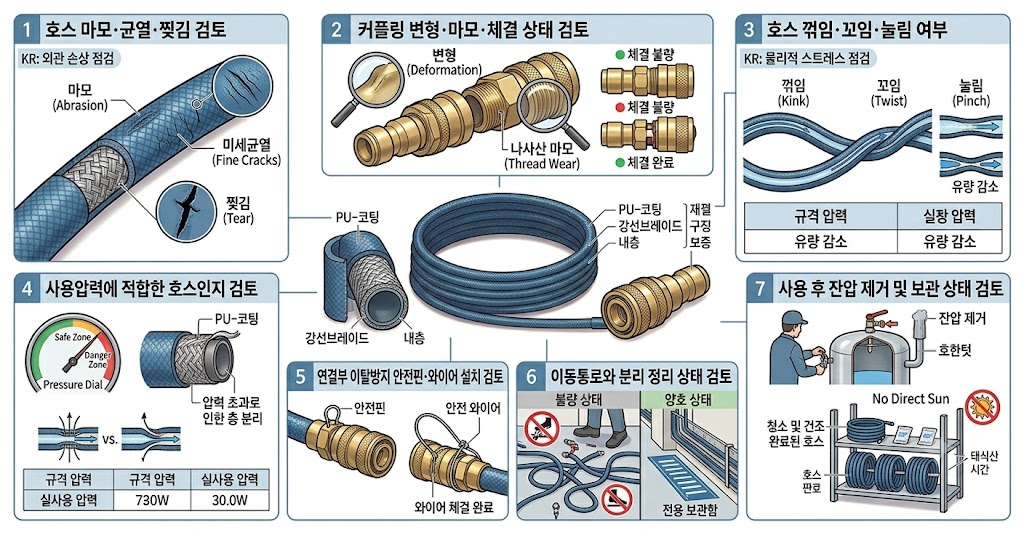 1 호스 마모·균열·찢김 검토
KR: 외관 손상 점검
마모
(Abrasion)
미세균열
(Fine Cracks)
찢김
(Tear)
2 커플링 변형·마모·체결 상태 검토
변형
(Deformation)
나사산 마모
(Thread Wear)
체결 불량
체결 불량
체결 완료
3 호스 꺾임·꼬임·눌림 여부
KR: 물리적 스트레스 점검
꺾임
(Kink)
꼬임
(Twist)
눌림
(Pinch)
유량 감소
규격 압력 실장 압력
유량 감소 유량 감소
PU-코팅
강선브레이드
내층
PU-코팅
강선브레이드
내층
재질
구정
보증
4 사용압력에 적합한 호스인지 검토
Safe Zone
Danger
Zone
Pressure Dial
PU-코팅
압력 초과로
인한 층 분리
vs.
규격 압력 규격 압력 실사용 압력
실사용 압력 730W 30.0W
5 연결부 이탈방지 안전핀·와이어 설치 검토
안전핀
안전 와이어
와이어 체결 완료
6 이동통로와 분리 정리 상태 검토
불량 상태
양호 상태
전용 보관함
7 사용 후 잔압 제거 및 보관 상태 검토
잔압 제거
호한텃
No Direct Sun
청소 및 건조
완료된 호스
호스
판로
태식산
시간